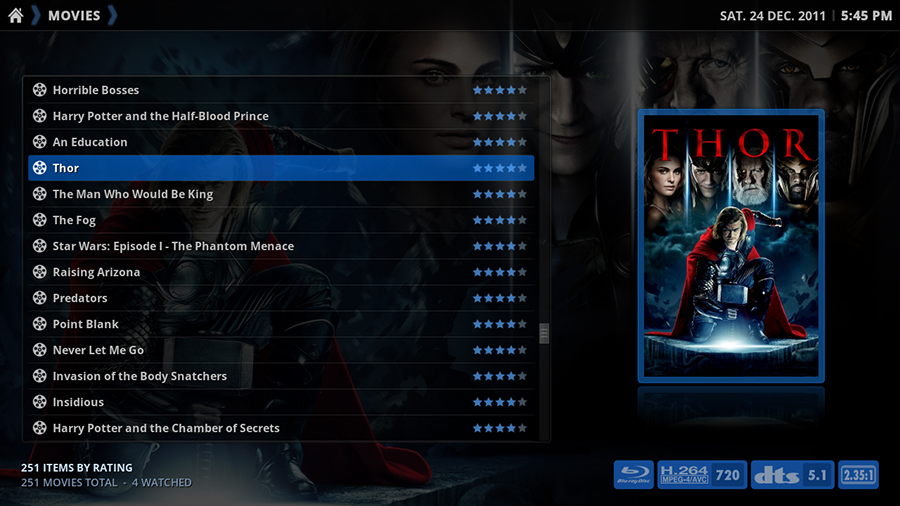 MOVIES
SAT. 24 DEC. 2011 | 5:45 PM
Horrible Bosses
Harry Potter and the Half-Blood Prince
An Education
Thor
The Man Who Would Be King
The Fog
Star Wars: Episode I - The Phantom Menace
Raising Arizona
Predators
Point Blank
Never Let Me Go
Invasion of the Body Snatchers
Insidious
Harry Potter and the Chamber of Secrets
THOR
251 ITEMS BY RATING
251 MOVIES TOTAL - 4 WATCHED
Blu-ray Disc
H.264
MPEG-4/AVC
720
dts 5.1
2.35:1